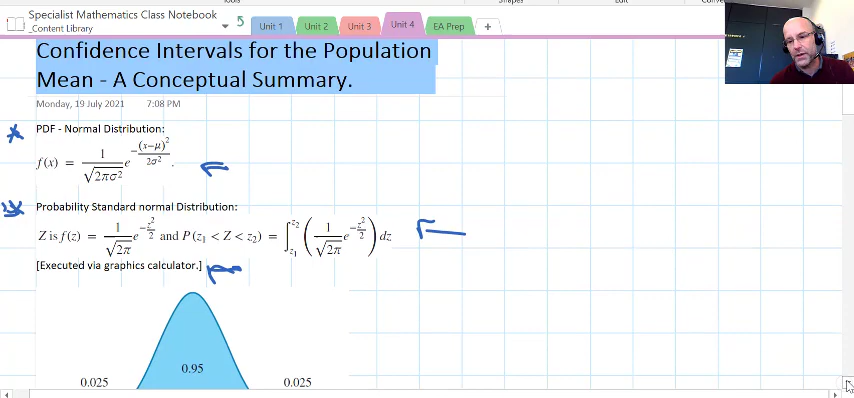 Tools
Shapes
Edit
Specialist Mathematics Class Notebook
_Content Library
Unit 1
Unit 2
Unit 3
Unit 4
EA Prep
+
Confidence Intervals for the Population
Mean - A Conceptual Summary.
Monday, 19 July 2021 7:08 PM
PDF - Normal Distribution:
f(x) = 1/√(2πσ²) e^(−(x−μ)²/2σ²).
Probability Standard normal Distribution:
Z is f(z) = 1/√(2π) e^(−z²/2) and P(z₁ < Z < z₂) = ∫_{z₁}^{z₂} (1/√(2π) e^(−z²/2)) dz
[Executed via graphics calculator.]
0.95
0.025 0.025